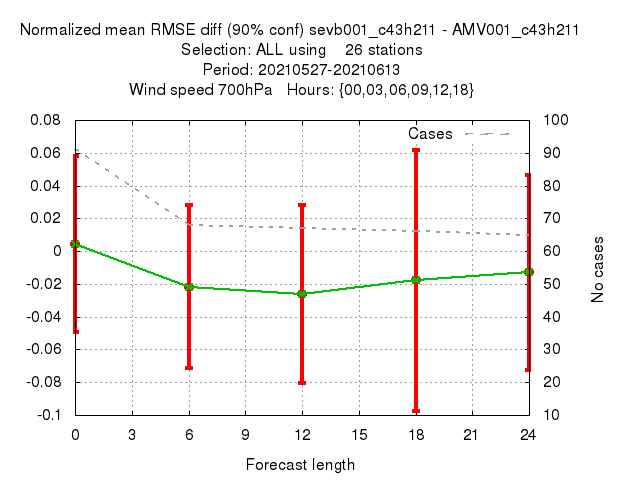 Normalized mean RMSE diff (90% conf) sevb001_c43h211 - AMV001_c43h211
Selection: ALL using 26 stations
Period: 20210527-20210613
Wind speed 700hPa Hours: {00,03,06,09,12,18}
Cases
0.08
0.06
0.04
0.02
0
-0.02
-0.04
-0.06
-0.08
-0.1
100
90
80
70
60
50
40
30
20
10
No cases
0 3 6 9 12 15 18 21 24
Forecast length